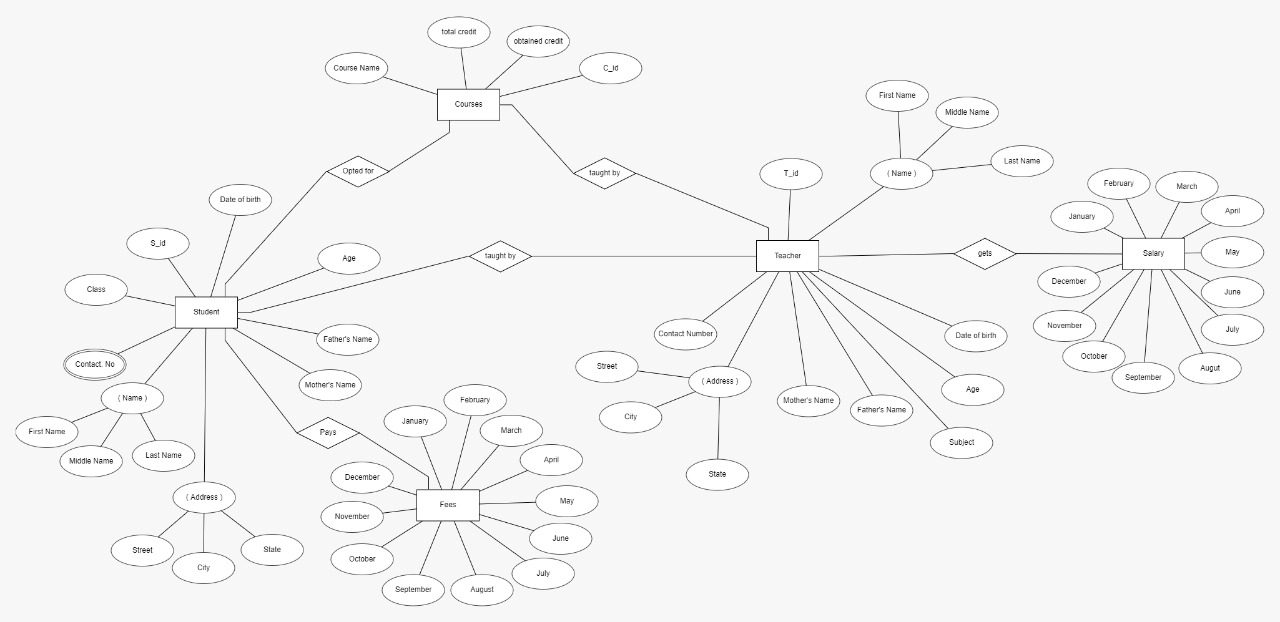 total credit
obtained credit
Course Name
C_id
First Name
Courses
Middle Name
Last Name
Opted for
taught by
T_id
( Name )
February
March
Date of birth
January
April
S_id
Age
taught by
Teacher
gets
Salary
May
Class
December
June
Student
Father's Name
Contact Number
Date of birth
November
July
Contact. No
Street
October
Mother's Name
( Address )
September
Augut
( Name )
Age
February
Mother's Name
Father's Name
First Name
January
City
Pays
March
Subject
Middle Name
Last Name
April
December
State
( Address )
Fees
May
November
June
Street
State
October
City
July
September
August